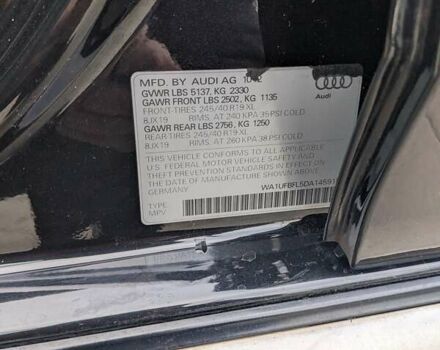 MFD. BY AUDI AG 10/12
GVWR LBS 5137, KG 2330
GAWR FRONT LBS 2502, KG 1135
FRONT-TIRES 245/40 R19 XL
8JX19 RIMS, AT 240 KPA 35 PSI COLD
GAWR REAR LBS 2756, KG 1250
REAR-TIRES 245/40 R19 XL
8JX19 RIMS, AT 260 KPA 38 PSI COLD
THIS VEHICLE CONFORMS TO ALL APPLICABLE
U.S. FEDERAL MOTOR VEHICLE SAFETY BUMPER
AND THEFT PREVENTION STANDARDS IN EFFECT
ON THE DATE OF MANUFACTURE SHOWN ABOVE.
GERMANY
Audi
WA1UFBFL5DA14591
TYPE:
MPV